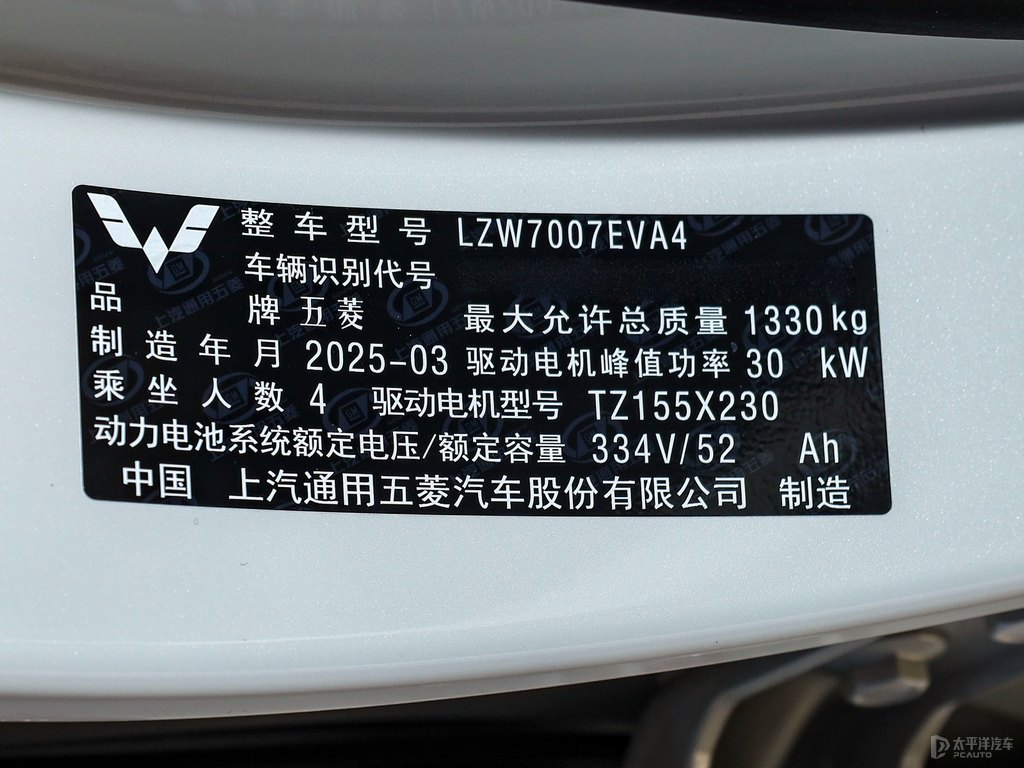 整车型号 LZW7007EVA4
车辆识别代号
品牌 五菱 最大允许总质量 1330kg
制造年月 2025-03 驱动电机峰值功率 30 kW
乘坐人数 4 驱动电机型号 TZ155X230
动力电池系统额定电压/额定容量 334V/52 Ah
中国 上汽通用五菱汽车股份有限公司 制造
太平洋汽车
PCAUTO